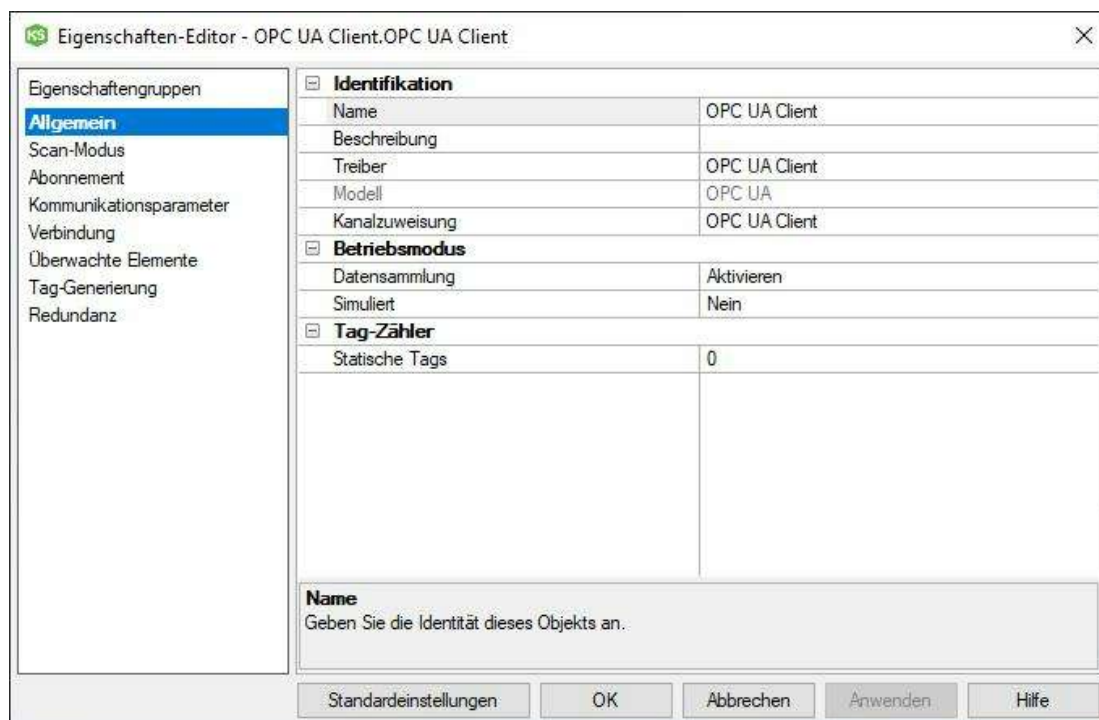 KS Eigenschaften-Editor - OPC UA Client.OPC UA Client
Eigenschaftengruppen
Allgemein
Scan-Modus
Abonnement
Kommunikationsparameter
Verbindung
Überwachte Elemente
Tag-Generierung
Redundanz
Identifikation
Name OPC UA Client
Beschreibung
Treiber OPC UA Client
Modell OPC UA
Kanalzuweisung OPC UA Client
Betriebsmodus
Datensammlung Aktivieren
Simuliert Nein
Tag-Zähler
Statische Tags 0
Name
Geben Sie die Identität dieses Objekts an.
Standardeinstellungen OK Abbrechen Anwenden Hilfe